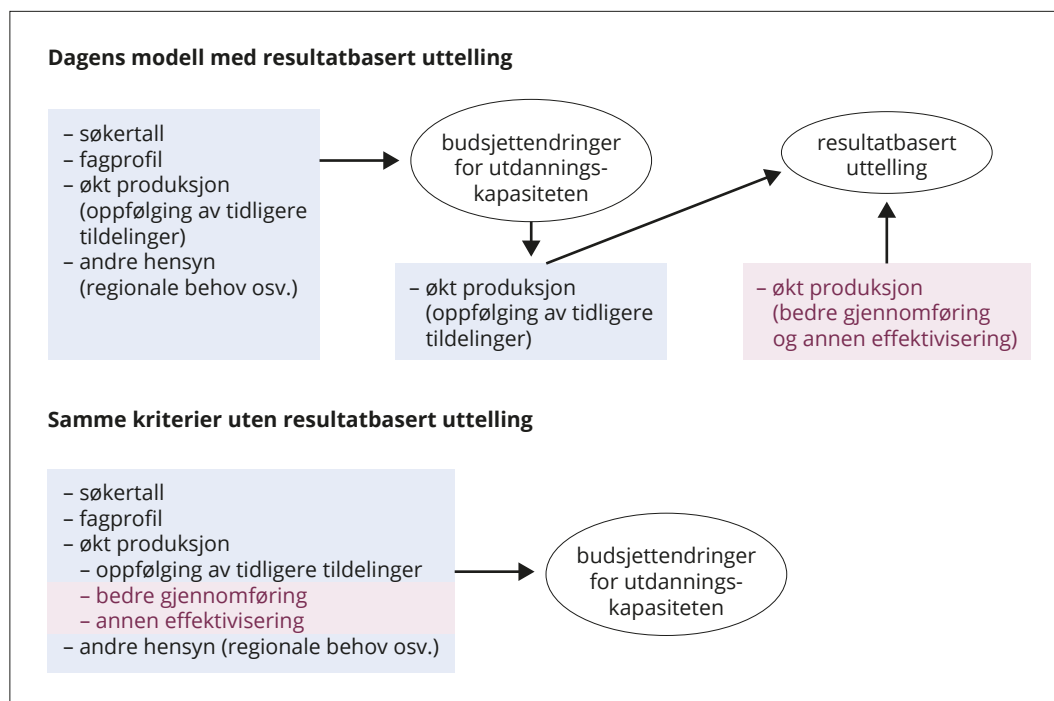 Dagens modell med resultatbasert uttelling
– søkertall
– fagprofil
– økt produksjon
(oppfølging av tidligere
tildelinger)
– andre hensyn
(regionale behov osv.)
budsjettendringer
for utdannings-
kapasiteten
resultatbasert
uttelling
– økt produksjon
(oppfølging av tidligere
tildelinger)
– økt produksjon
(bedre gjennomføring
og annen effektivisering)
Samme kriterier uten resultatbasert uttelling
– søkertall
– fagprofil
– økt produksjon
– oppfølging av tidligere tildelinger
– bedre gjennomføring
– annen effektivisering
– andre hensyn (regionale behov osv.)
budsjettendringer
for utdannings-
kapasiteten